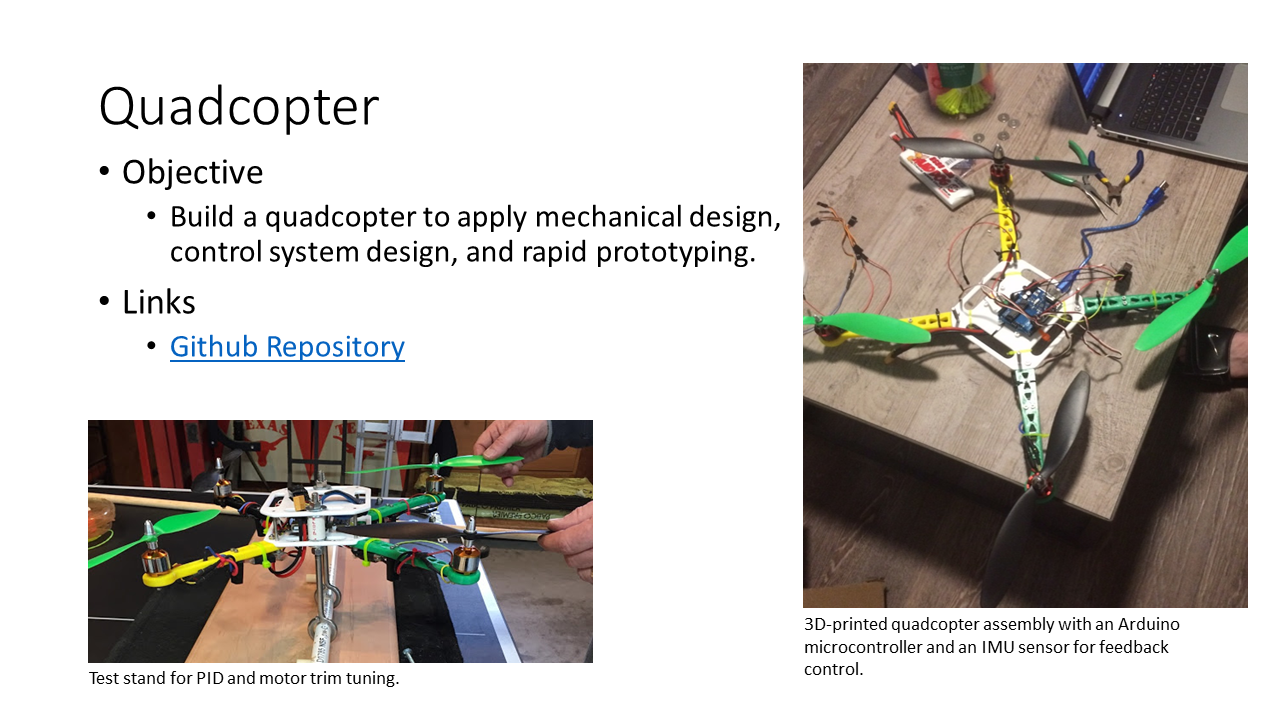 Quadcopter
• Objective
• Build a quadcopter to apply mechanical design,
control system design, and rapid prototyping.
• Links
• Github Repository
TEXAS
Test stand for PID and motor trim tuning.
3D-printed quadcopter assembly with an Arduino
microcontroller and an IMU sensor for feedback
control.